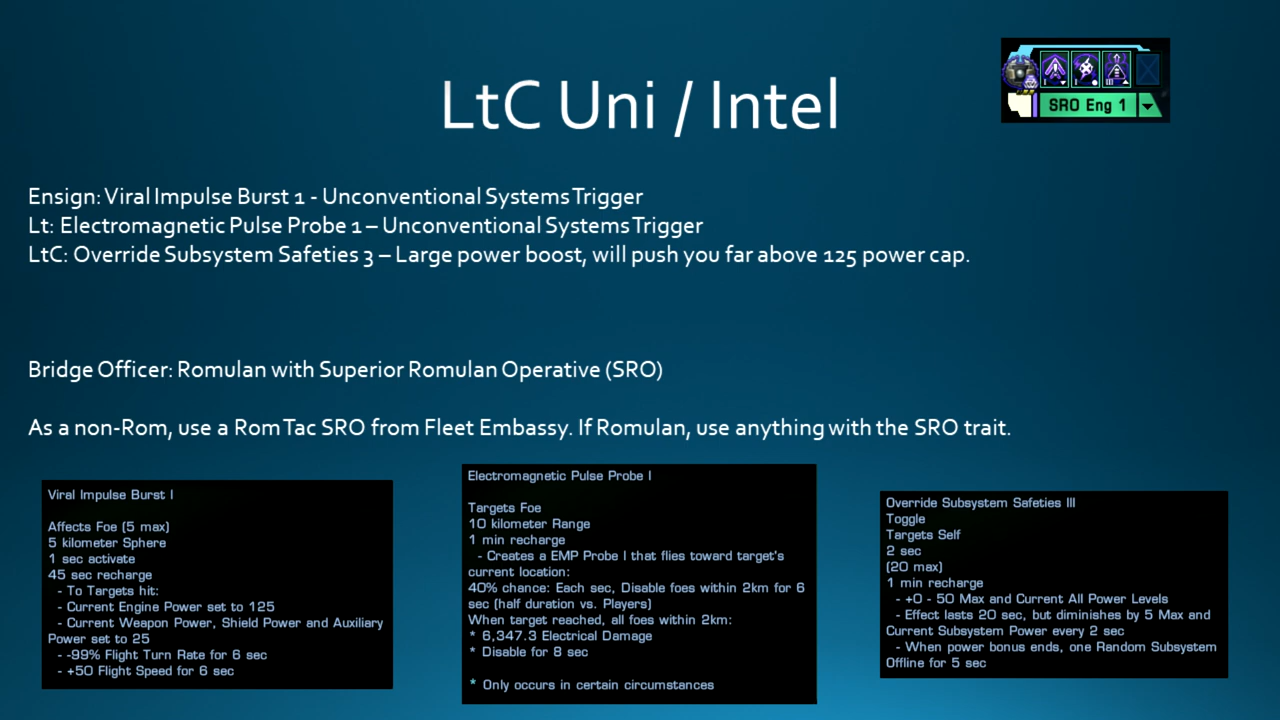 LtC Uni / Intel
SRO Eng 1
Ensign: Viral Impulse Burst 1 - Unconventional Systems Trigger
Lt: Electromagnetic Pulse Probe 1 – Unconventional Systems Trigger
LtC: Override Subsystem Safeties 3 – Large power boost, will push you far above 125 power cap.
Bridge Officer: Romulan with Superior Romulan Operative (SRO)
As a non-Rom, use a Rom Tac SRO from Fleet Embassy. If Romulan, use anything with the SRO trait.
Viral Impulse Burst I
Affects Foe (5 max)
5 kilometer Sphere
1 sec activate
45 sec recharge
- To Targets hit:
- Current Engine Power set to 125
- Current Weapon Power, Shield Power and Auxiliary
Power set to 25
- -99% Flight Turn Rate for 6 sec
- +50 Flight Speed for 6 sec
Electromagnetic Pulse Probe I
Targets Foe
10 kilometer Range
1 min recharge
- Creates a EMP Probe I that flies toward target's
current location:
40% chance: Each sec, Disable foes within 2km for 6
sec (half duration vs. Players)
When target reached, all foes within 2km:
* 6,347.3 Electrical Damage
* Disable for 8 sec
* Only occurs in certain circumstances
Override Subsystem Safeties III
Toggle
Targets Self
2 sec
(20 max)
1 min recharge
- +0 - 50 Max and Current All Power Levels
- Effect lasts 20 sec, but diminishes by 5 Max and
Current Subsystem Power every 2 sec
- When power bonus ends, one Random Subsystem
Offline for 5 sec